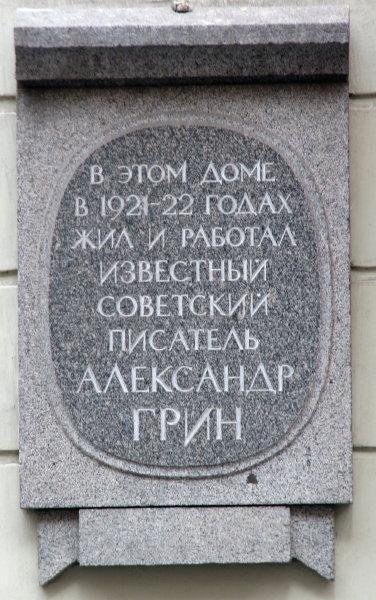 В ЭТОМ ДОМЕ
В 1921-22 ГОДАХ
ЖИЛ И РАБОТАЛ
ИЗВЕСТНЫЙ
СОВЕТСКИЙ
ПИСАТЕЛЬ
АЛЕКСАНДР
ГРИН